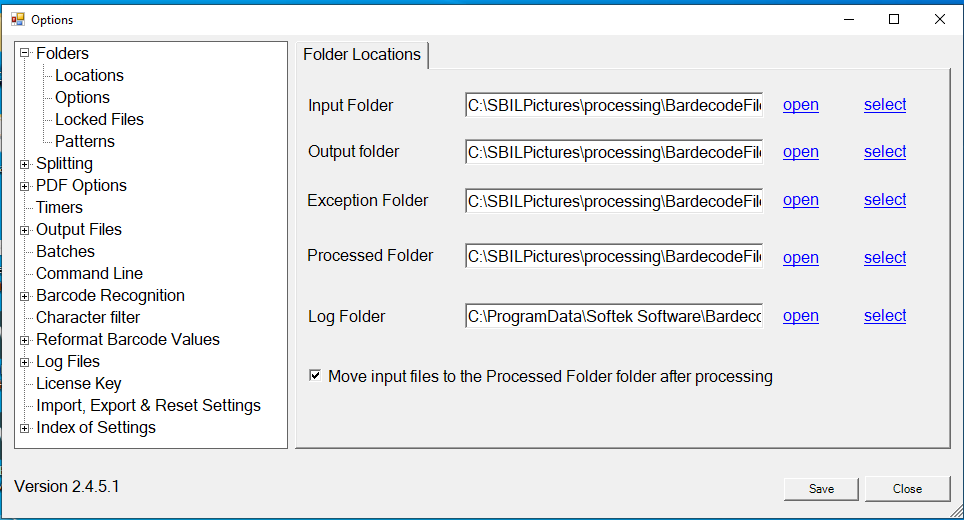 Options
Folders
Locations
Options
Locked Files
Patterns
Splitting
PDF Options
Timers
Output Files
Batches
Command Line
Barcode Recognition
Character filter
Reformat Barcode Values
Log Files
License Key
Import, Export & Reset Settings
Index of Settings
Folder Locations
Input Folder C:\SBILPictures\processing\BardecodeFile open select
Output folder C:\SBILPictures\processing\BardecodeFile open select
Exception Folder C:\SBILPictures\processing\BardecodeFile open select
Processed Folder C:\SBILPictures\processing\BardecodeFile open select
Log Folder C:\ProgramData\Softek Software\Bardeco open select
Move input files to the Processed Folder folder after processing
Version 2.4.5.1
Save Close